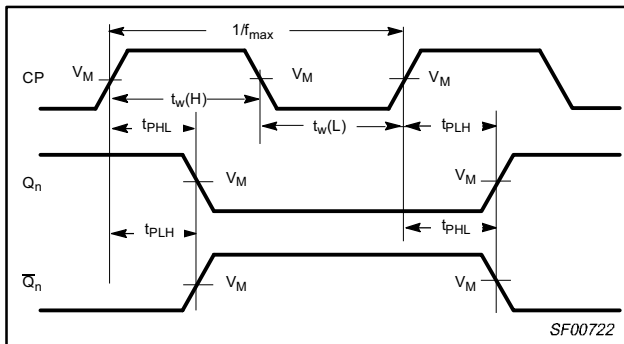 1/fmax
CP
VM VM VM
tw(H)
tPHL tw(L) tPLH
Qn VM VM
tPLH tPHL
Q̅n VM VM
SF00722